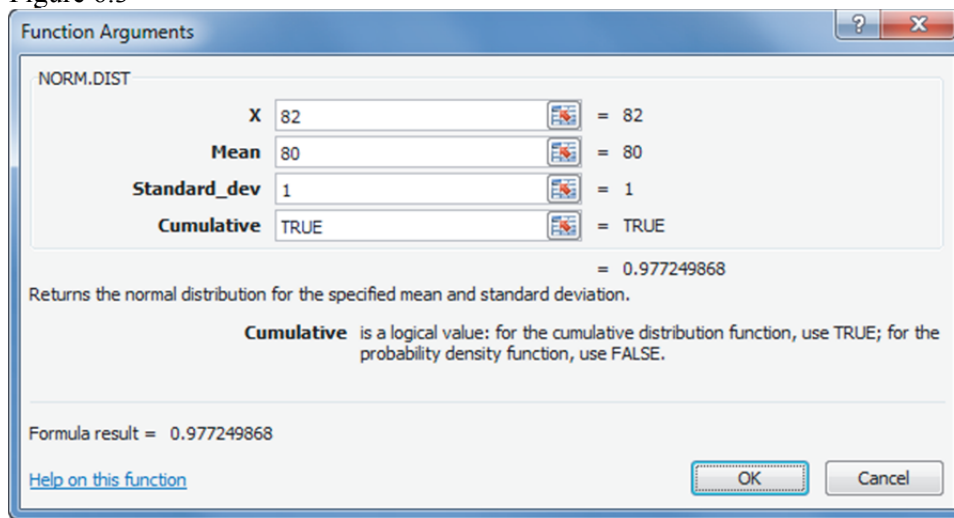 Function Arguments
NORM.DIST
X 82 = 82
Mean 80 = 80
Standard_dev 1 = 1
Cumulative TRUE = TRUE
= 0.977249868
Returns the normal distribution for the specified mean and standard deviation.
Cumulative is a logical value: for the cumulative distribution function, use TRUE; for the
probability density function, use FALSE.
Formula result = 0.977249868
Help on this function OK Cancel